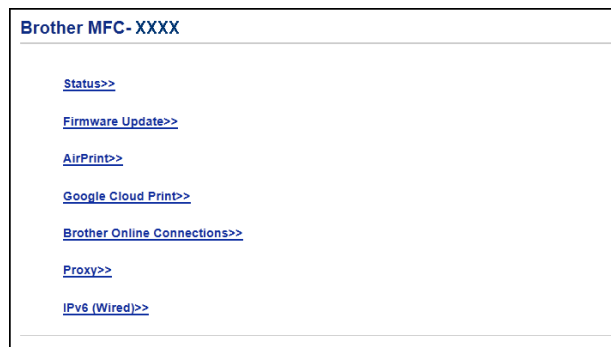 Brother MFC- XXXX
Status>>
Firmware Update>>
AirPrint>>
Google Cloud Print>>
Brother Online Connections>>
Proxy>>
IPv6 (Wired)>>